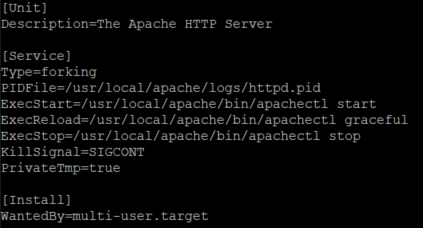 [Unit]
Description=The Apache HTTP Server

[Service]
Type=forking
PIDFile=/usr/local/apache/logs/httpd.pid
ExecStart=/usr/local/apache/bin/apachectl start
ExecReload=/usr/local/apache/bin/apachectl graceful
ExecStop=/usr/local/apache/bin/apachectl stop
KillSignal=SIGCONT
PrivateTmp=true

[Install]
WantedBy=multi-user.target